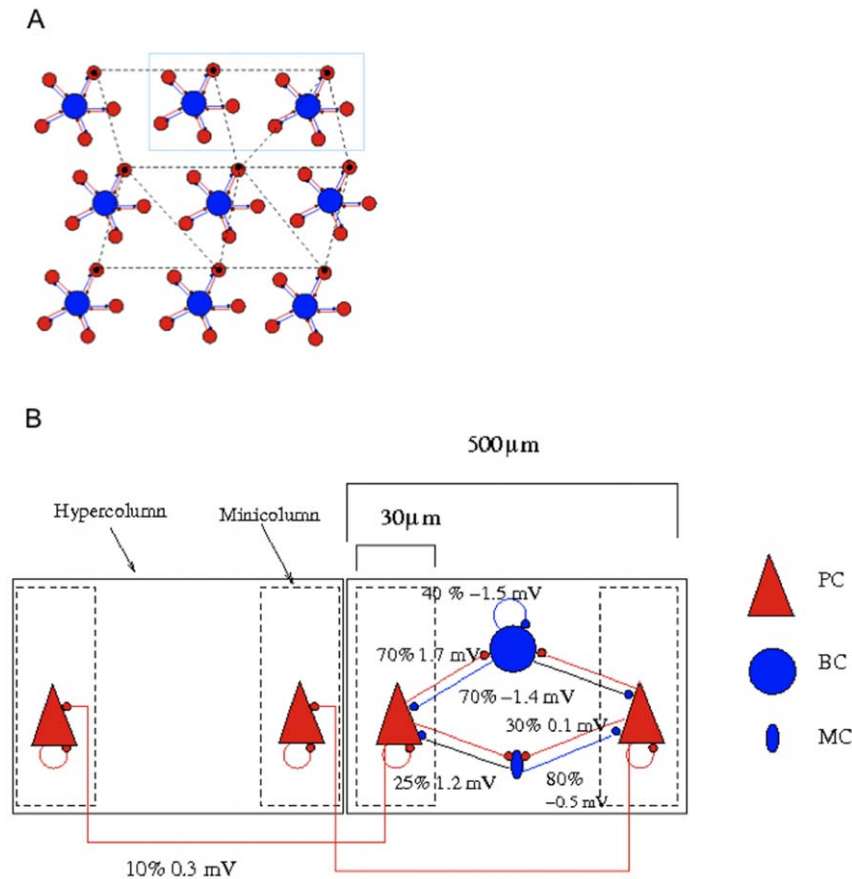 A
B
500µm
Hypercolumn
Minicolumn
30µm
40 % –1.5 mV
PC
70% 1.7 mV
BC
70% –1.4 mV
30% 0.1 mV
MC
25% 1.2 mV
80%
–0.5 mV
10% 0.3 mV